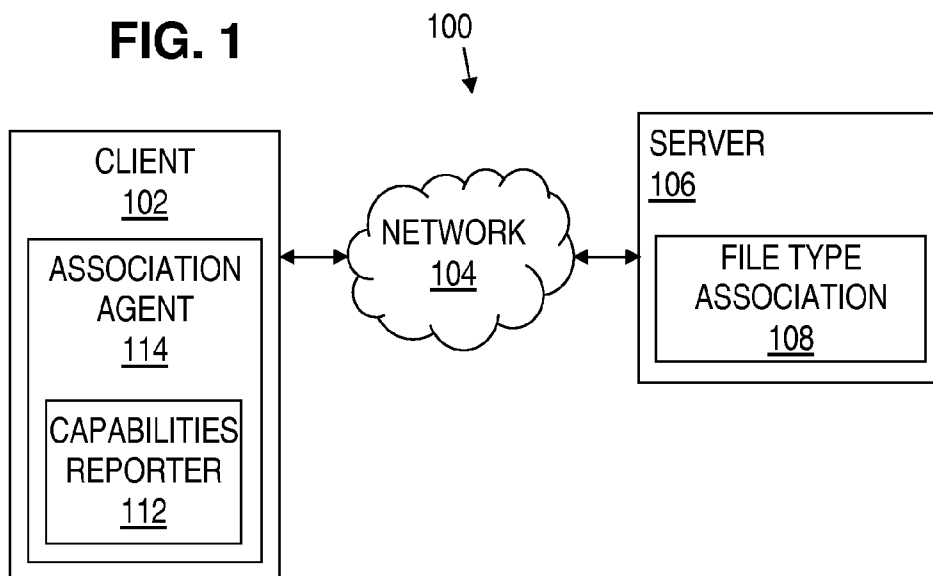 FIG. 1
100
CLIENT
102
ASSOCIATION
AGENT
114
CAPABILITIES
REPORTER
112
NETWORK
104
SERVER
106
FILE TYPE
ASSOCIATION
108